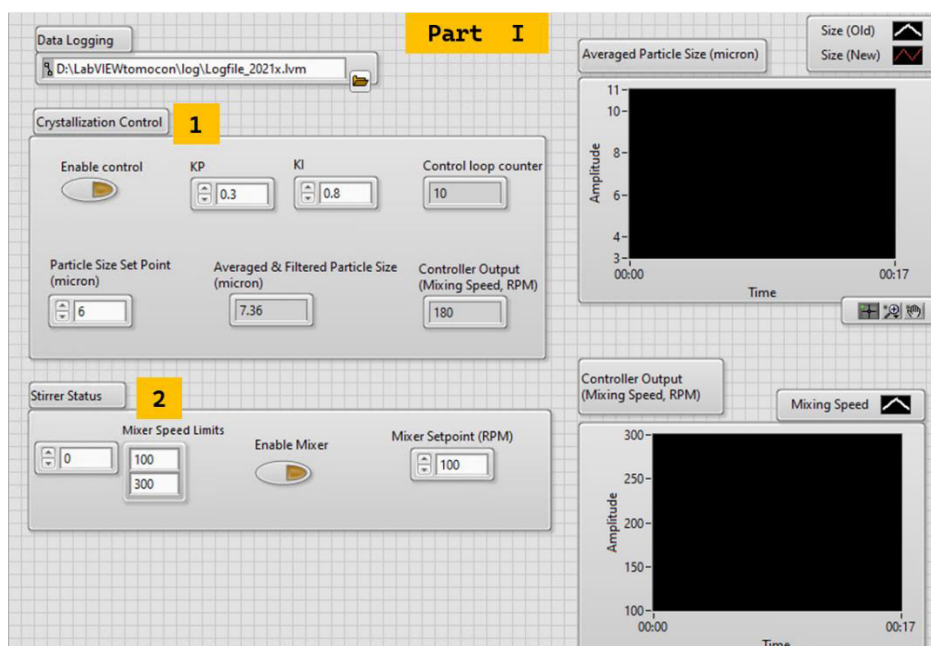 Part I
Data Logging
D:\LabVIEWtomocon\log\Logfile_2021x.lvm
Crystallization Control
1
Enable control
KP
0.3
KI
0.8
Control loop counter
10
Particle Size Set Point
(micron)
6
Averaged & Filtered Particle Size
(micron)
7.36
Controller Output
(Mixing Speed, RPM)
180
Stirrer Status
2
0
Mixer Speed Limits
100
300
Enable Mixer
Mixer Setpoint (RPM)
100
Averaged Particle Size (micron)
Size (Old)
Size (New)
Amplitude
11
10
8
6
4
3
00:00
00:17
Time
Controller Output
(Mixing Speed, RPM)
Mixing Speed
Amplitude
300
250
200
150
100
00:00
00:17
Time